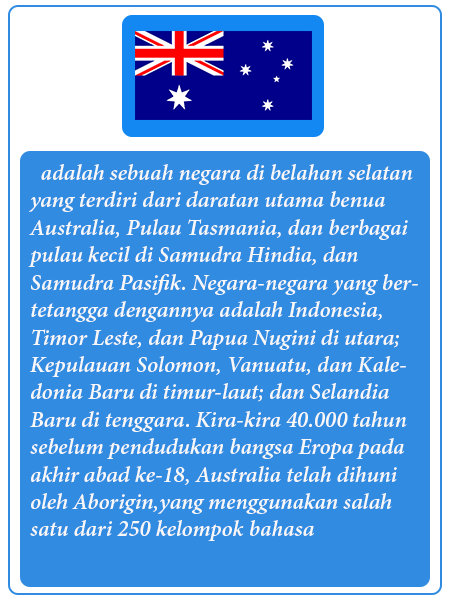 adalah sebuah negara di belahan selatan
yang terdiri dari daratan utama benua
Australia, Pulau Tasmania, dan berbagai
pulau kecil di Samudra Hindia, dan
Samudra Pasifik. Negara-negara yang ber-
tetangga dengannya adalah Indonesia,
Timor Leste, dan Papua Nugini di utara;
Kepulauan Solomon, Vanuatu, dan Kale-
donia Baru di timur-laut; dan Selandia
Baru di tenggara. Kira-kira 40.000 tahun
sebelum pendudukan bangsa Eropa pada
akhir abad ke-18, Australia telah dihuni
oleh Aborigin,yang menggunakan salah
satu dari 250 kelompok bahasa